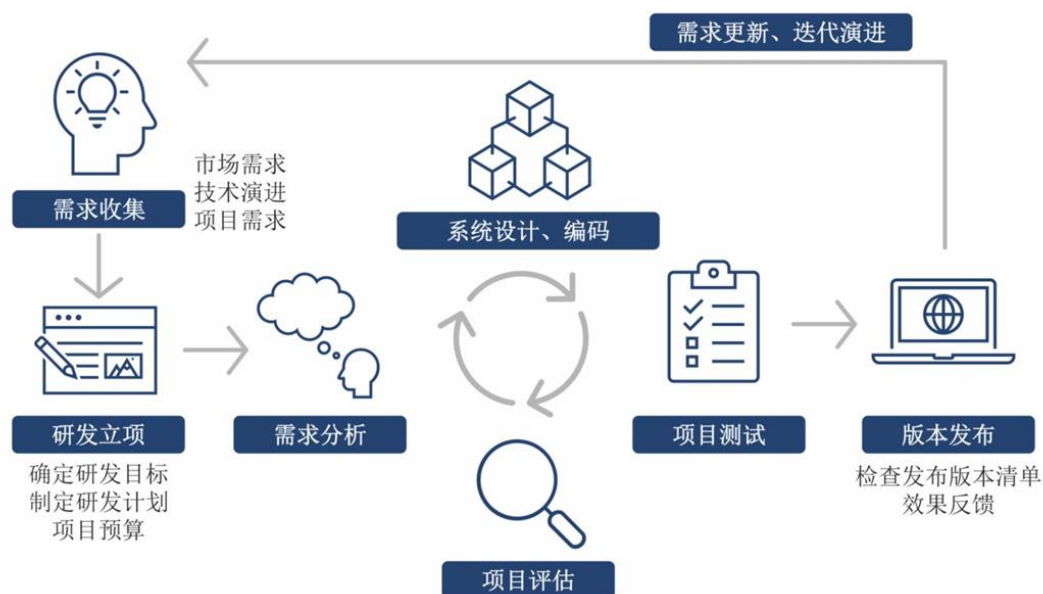 需求更新、迭代演进
市场需求
技术演进
项目需求
需求收集
系统设计、编码
研发立项
确定研发目标
制定研发计划
项目预算
需求分析
项目测试
版本发布
检查发布版本清单
效果反馈
项目评估